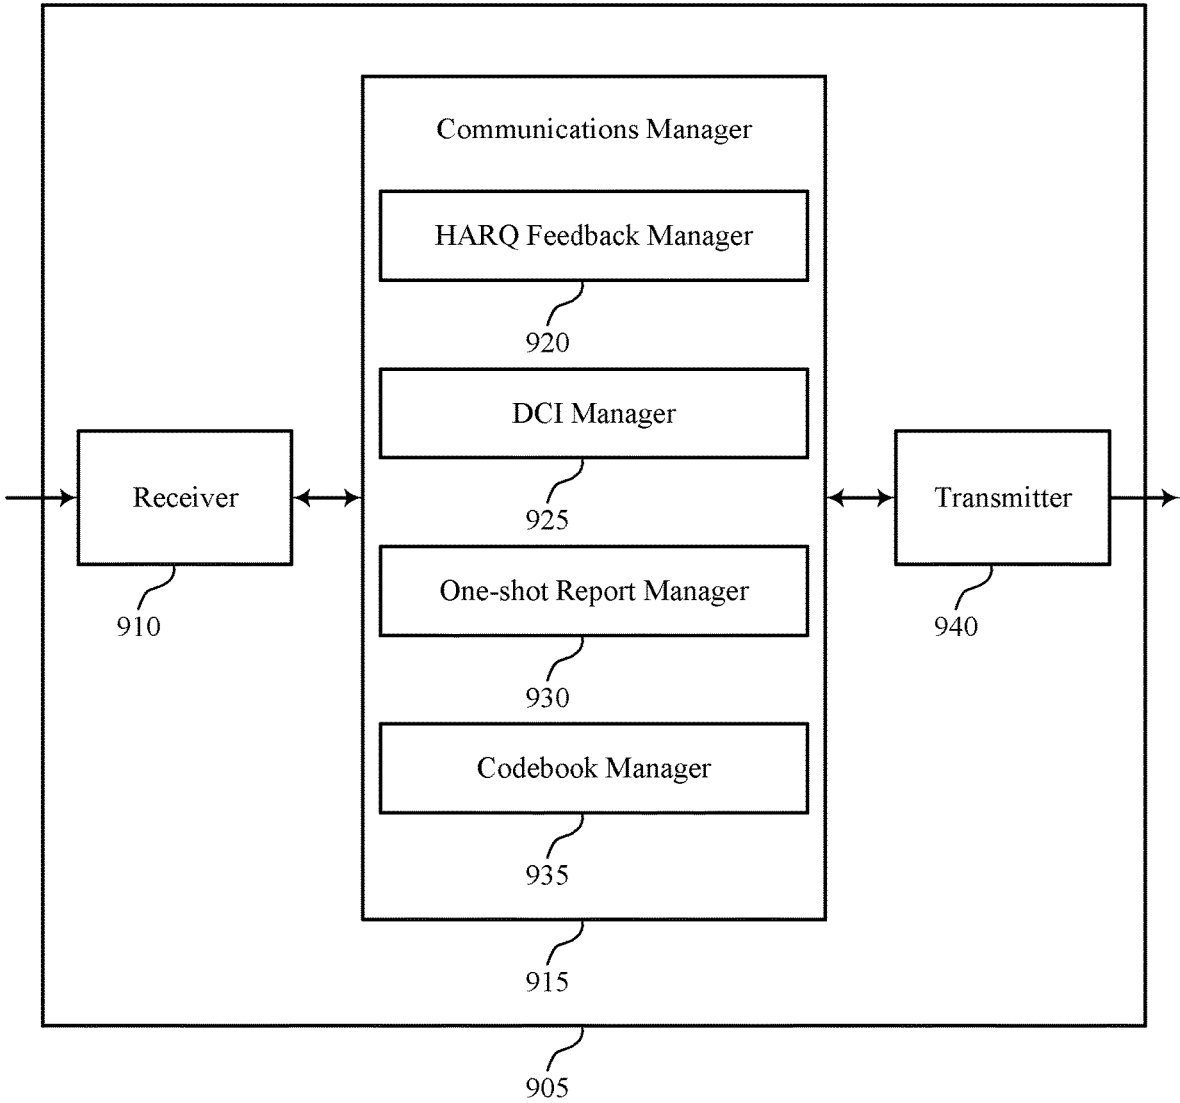 Communications Manager
HARQ Feedback Manager
920
DCI Manager
925
Receiver
910
Transmitter
940
One-shot Report Manager
930
Codebook Manager
935
915
905